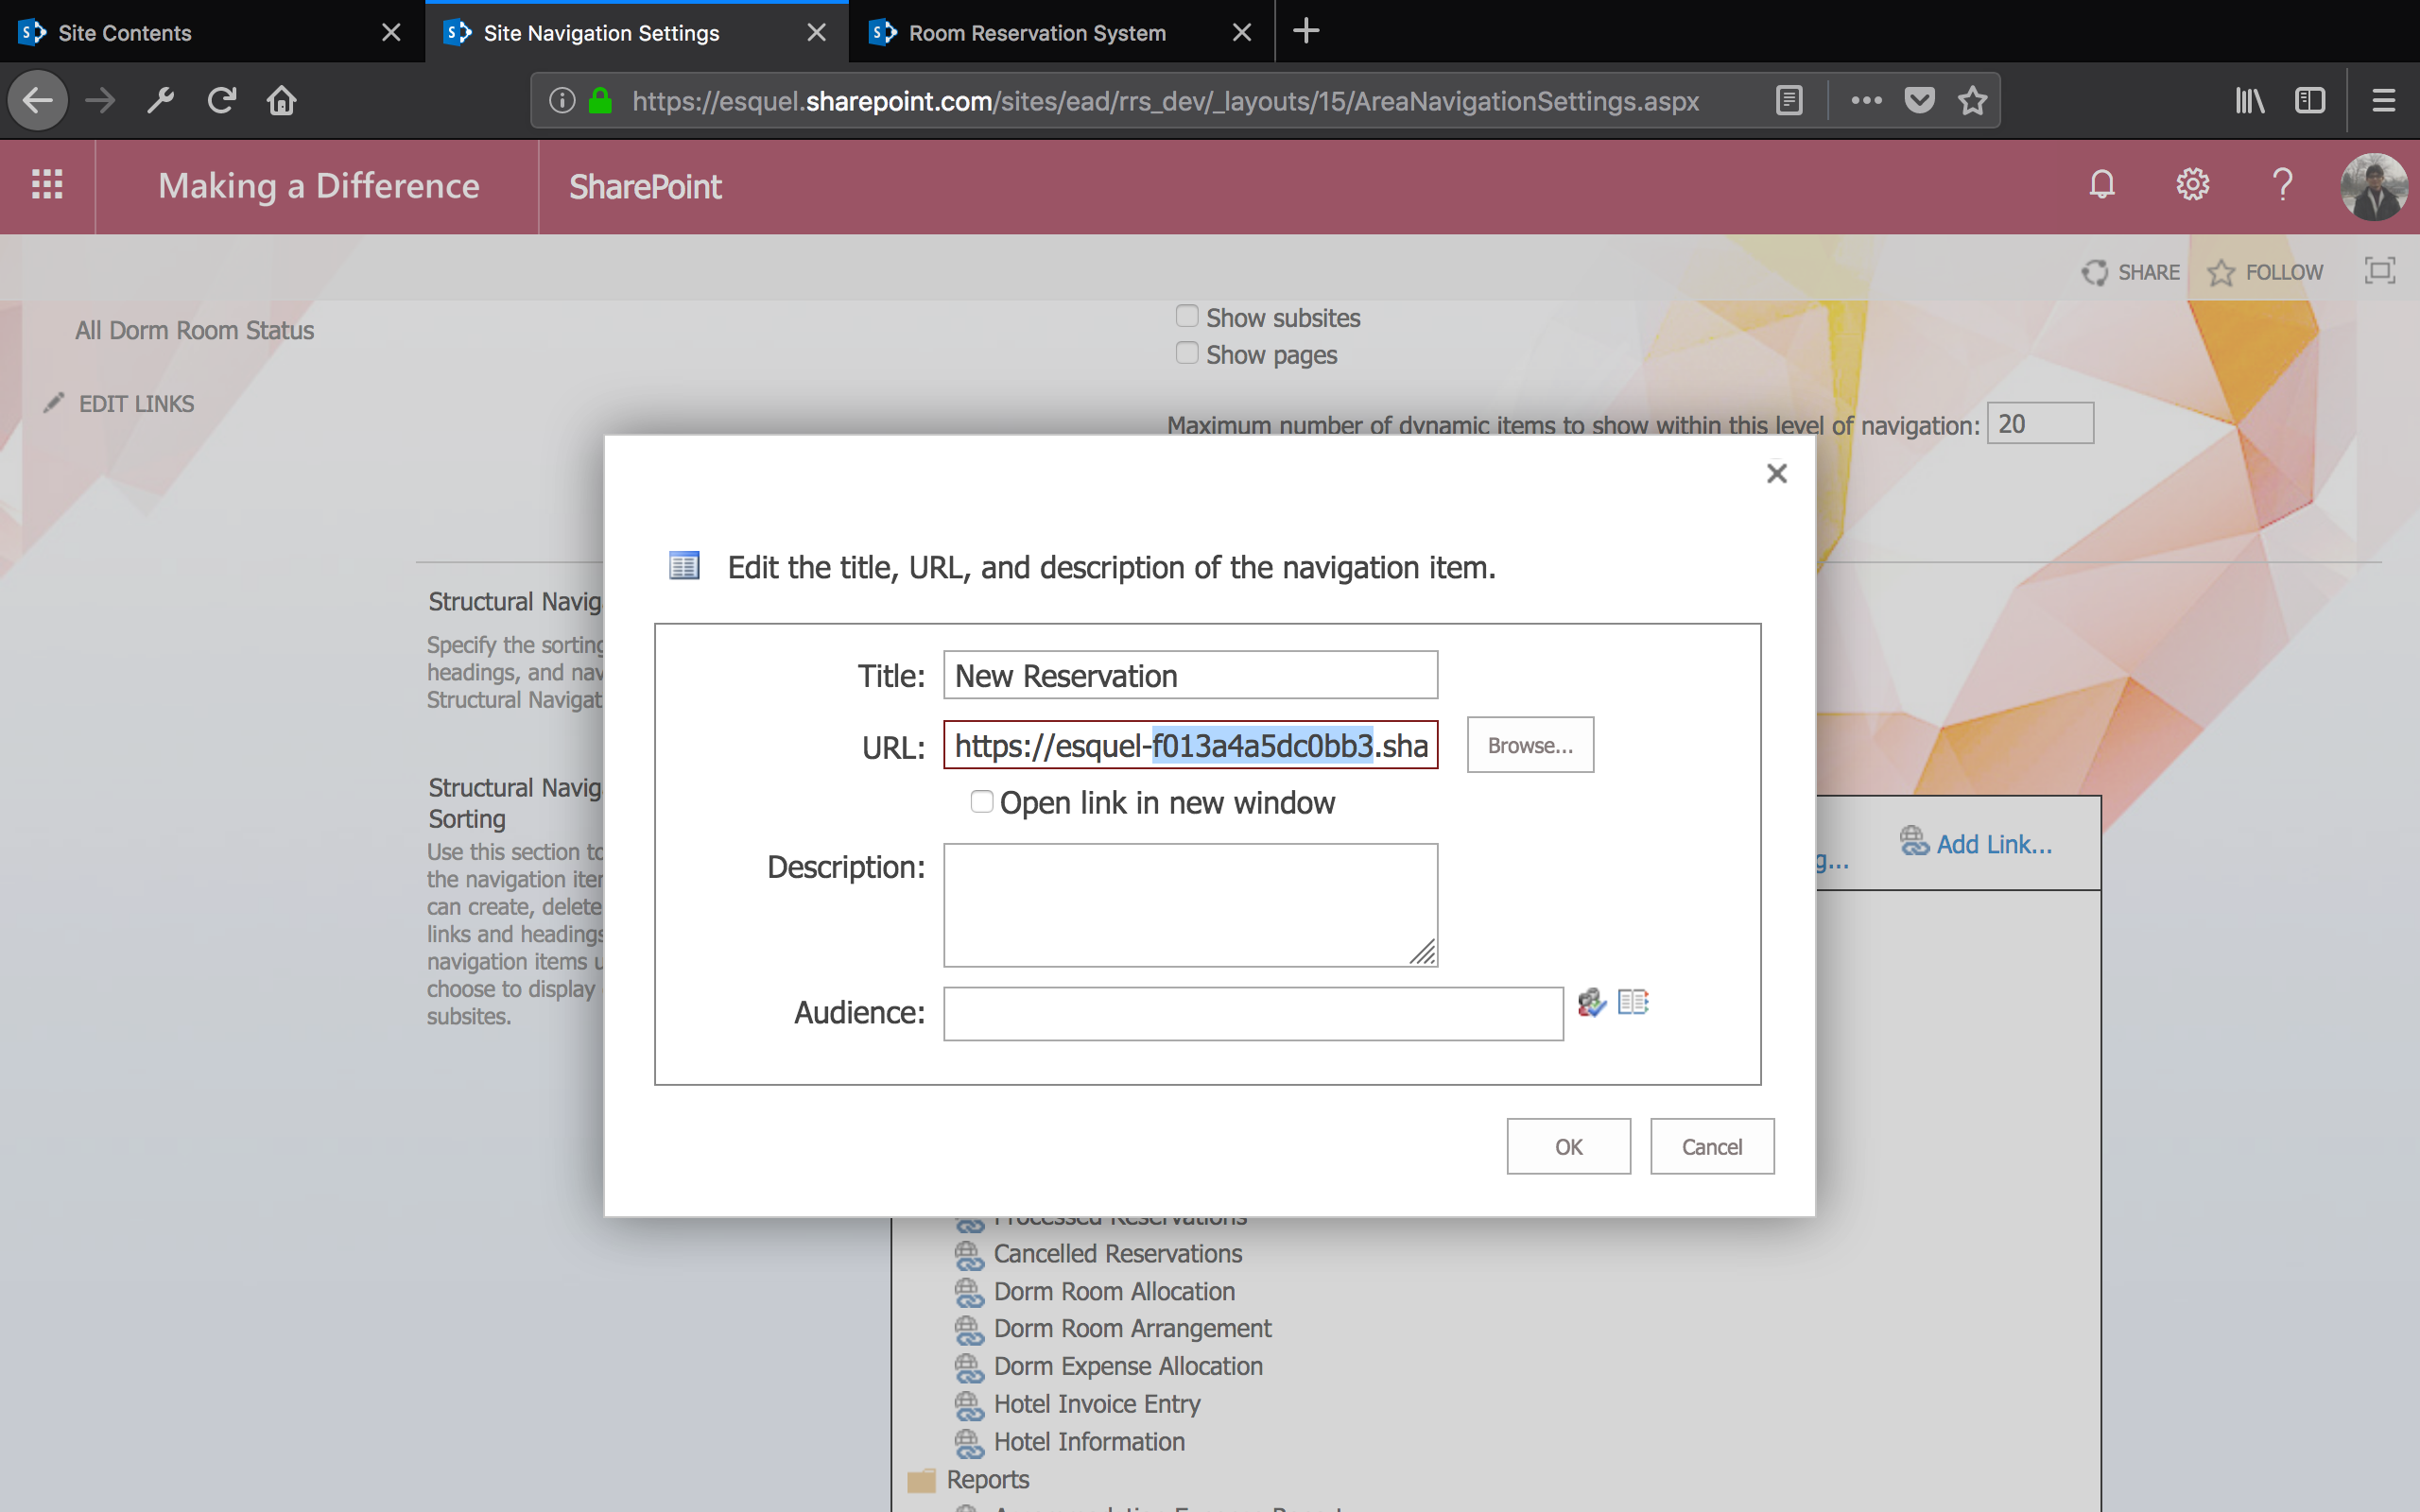 Site Contents
Site Navigation Settings
Room Reservation System
https://esquel.sharepoint.com/sites/ead/rrs_dev/_layouts/15/AreaNavigationSettings.aspx
Making a Difference
SharePoint
SHARE
FOLLOW
All Dorm Room Status
EDIT LINKS
Show subsites
Show pages
Maximum number of dynamic items to show within this level of navigation: 20
Edit the title, URL, and description of the navigation item.
Title: New Reservation
URL: https://esquel-f013a4a5dc0bb3.sha
Browse...
Open link in new window
Description:
Audience:
OK
Cancel
Structural Navig
Specify the sorting
headings, and nav
Structural Navigat
Structural Navig
Sorting
Use this section to
the navigation iter
can create, delete
links and headings
navigation items u
choose to display
subsites.
g...
Add Link...
Processed Reservations
Cancelled Reservations
Dorm Room Allocation
Dorm Room Arrangement
Dorm Expense Allocation
Hotel Invoice Entry
Hotel Information
Reports